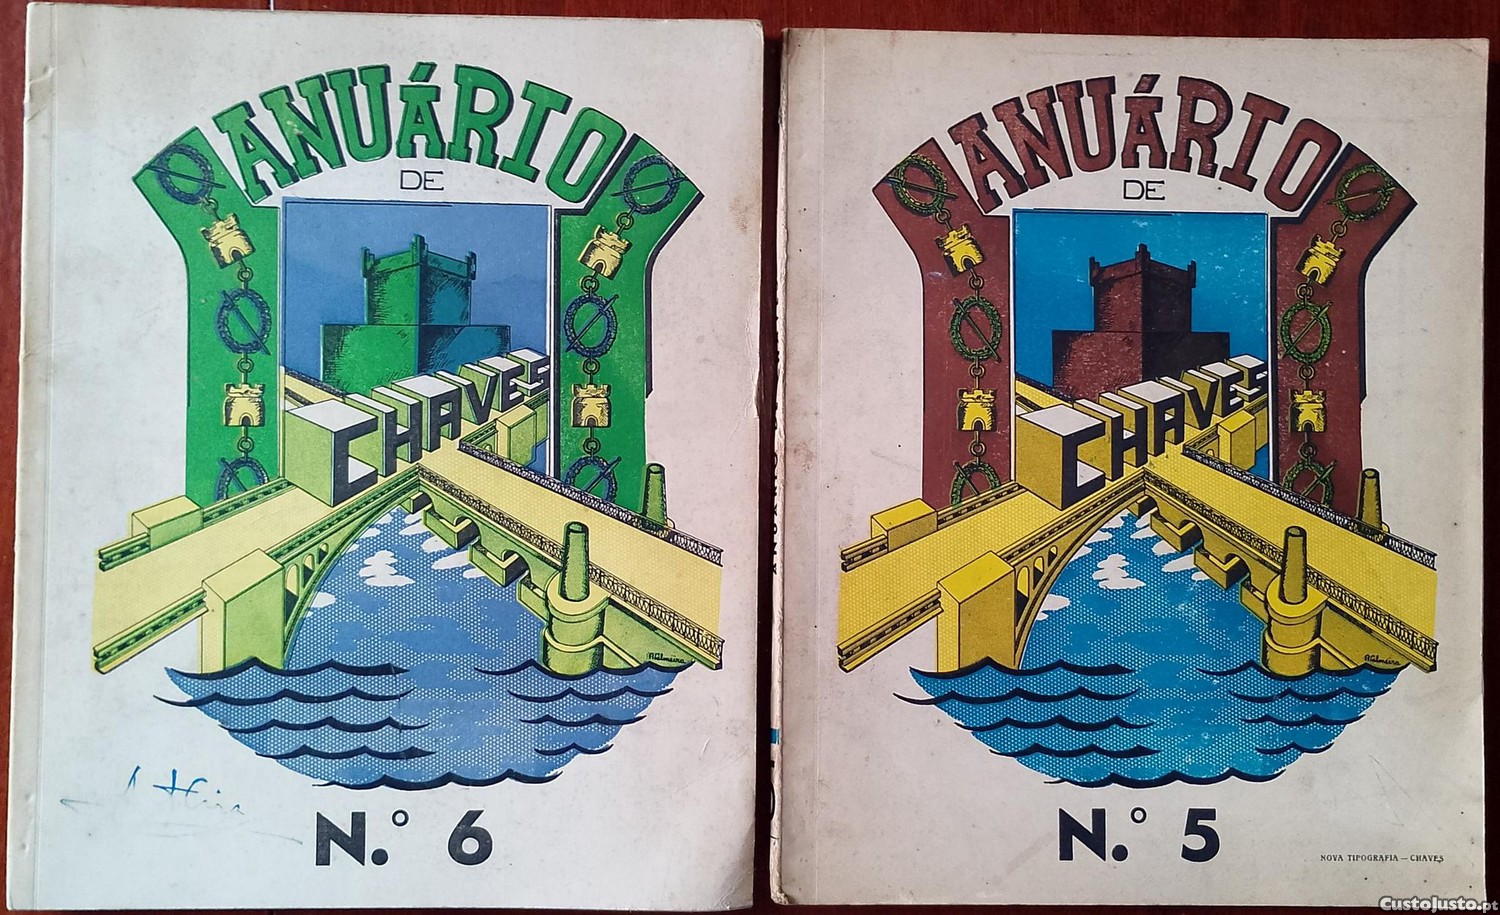 ANUÁRIO
DE
CHAVES
N.º 6
ANUÁRIO
DE
CHAVES
N.º 5
NOVA TIPOGRAFIA — CHAVES
CustoJusto.pt